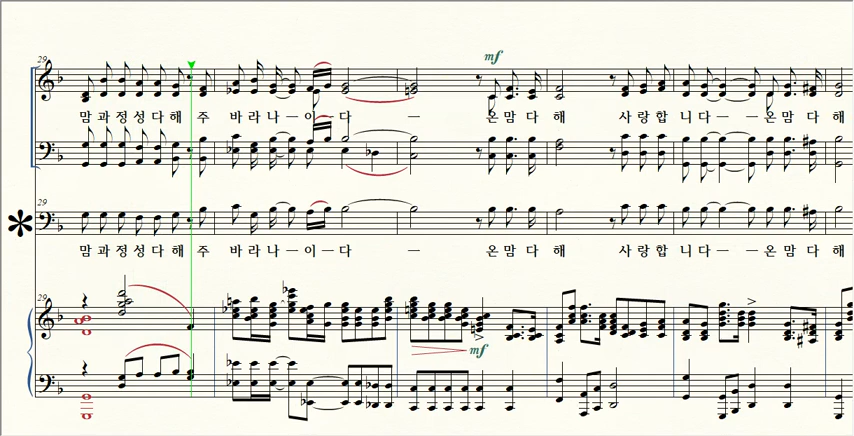 29
mf
맘 과 정 성 다 해 주 바 라 나 — 이 — 다 — 온 맘 다 해 사 랑 합 니 다 — — 온 맘 다 해
29
맘 과 정 성 다 해 주 바 라 나 — 이 — 다 — 온 맘 다 해 사 랑 합 니 다 — — 온 맘 다 해
29
mf